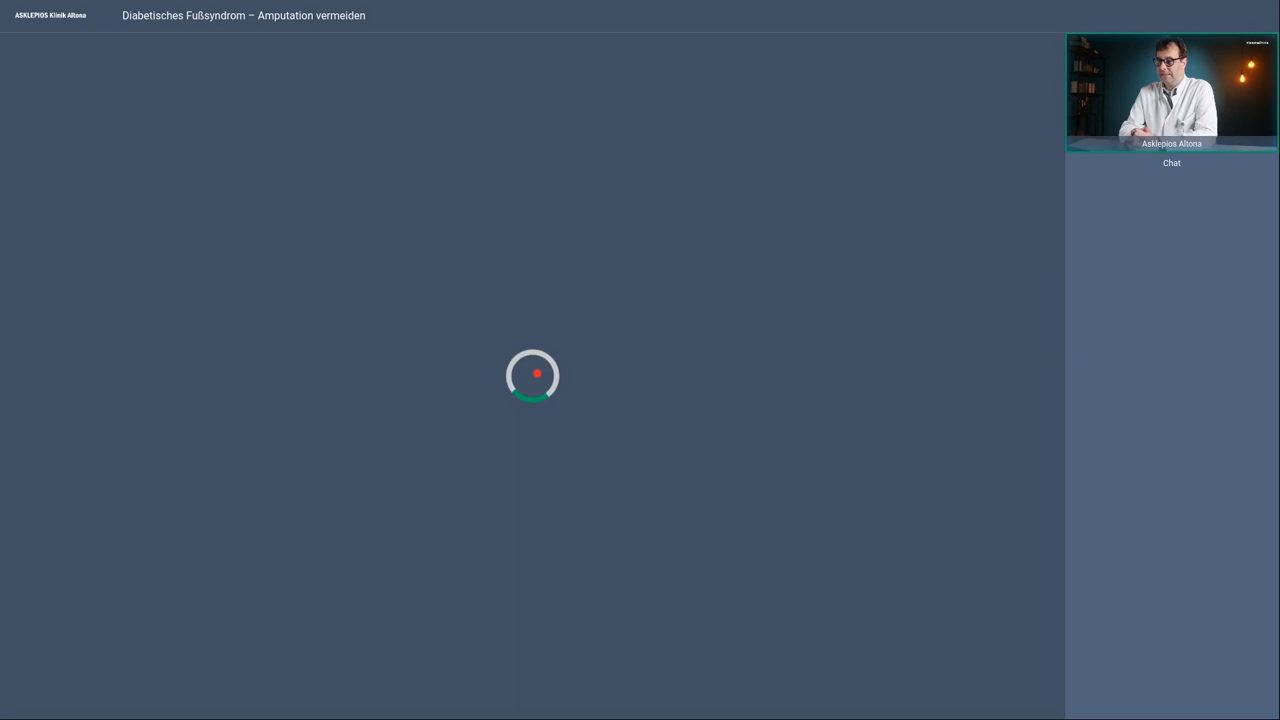 ASKLEPIOS Klinik Altona
Diabetisches Fußsyndrom – Amputation vermeiden
Asklepios Altona
Chat